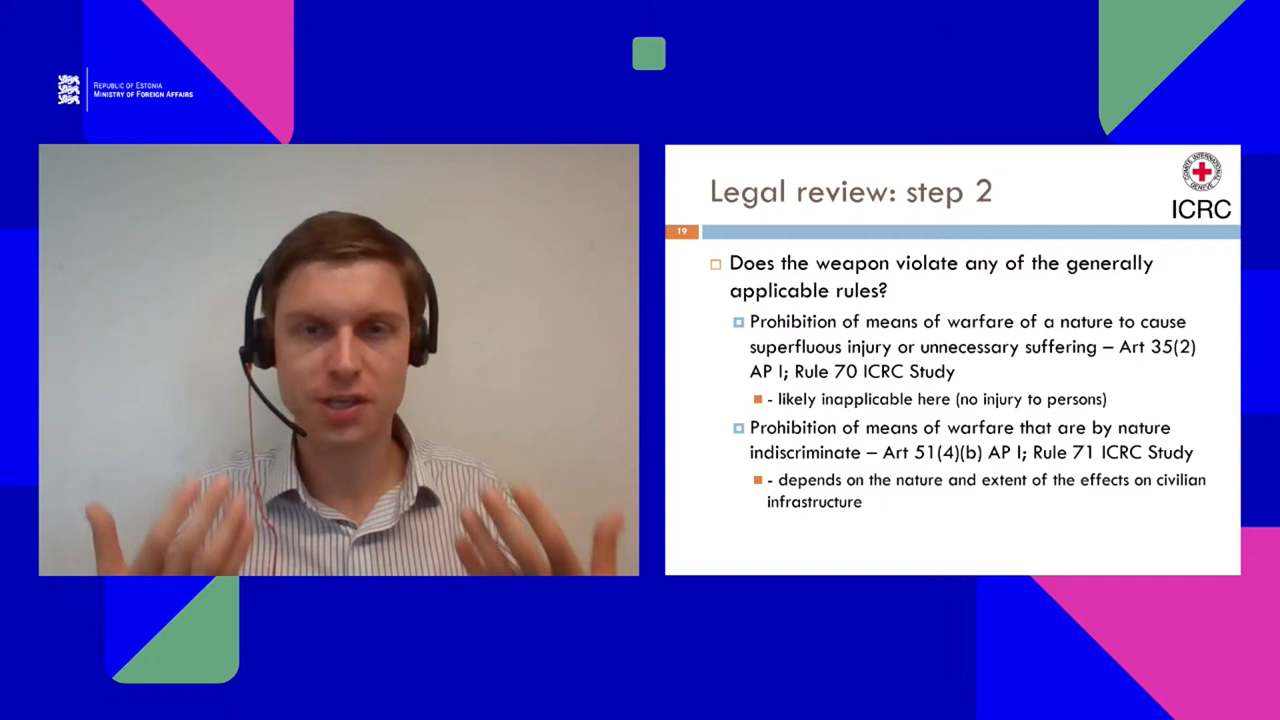 REPUBLIC OF ESTONIA
MINISTRY OF FOREIGN AFFAIRS
Legal review: step 2
COMITE INTERNATIONAL
GENEVE
ICRC
19
Does the weapon violate any of the generally
applicable rules?
Prohibition of means of warfare of a nature to cause
superfluous injury or unnecessary suffering – Art 35(2)
AP I; Rule 70 ICRC Study
- likely inapplicable here (no injury to persons)
Prohibition of means of warfare that are by nature
indiscriminate – Art 51(4)(b) AP I; Rule 71 ICRC Study
- depends on the nature and extent of the effects on civilian
infrastructure